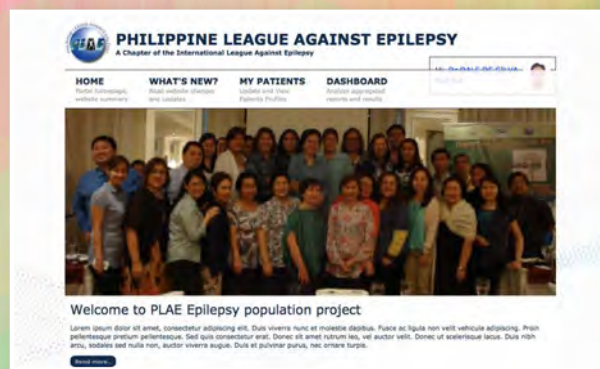 PLAE
PHILIPPINE LEAGUE AGAINST EPILEPSY
A Chapter of the International League Against Epilepsy
HOME
Portal homepage,
website summary
WHAT'S NEW?
Read website changes
and updates
MY PATIENTS
Update and View
Patients Profiles
DASHBOARD
Analize aggregated
reports and results
Welcome to PLAE Epilepsy population project
Lorem ipsum dolor sit amet, consectetur adipiscing elit. Duis viverra nunc et molestie dapibus. Fusce ac ligula non velit vehicula adipiscing. Proin
pellentesque pretium pellentesque. Sed quis consectetur erat. Donec sit amet rutrum leo, vel auctor velit. Donec ut scelerisque lacus. Duis nibh
arcu, sodales sed nulla non, auctor viverra augue. Duis et pulvinar purus, nec ornare turpis.
Read more...